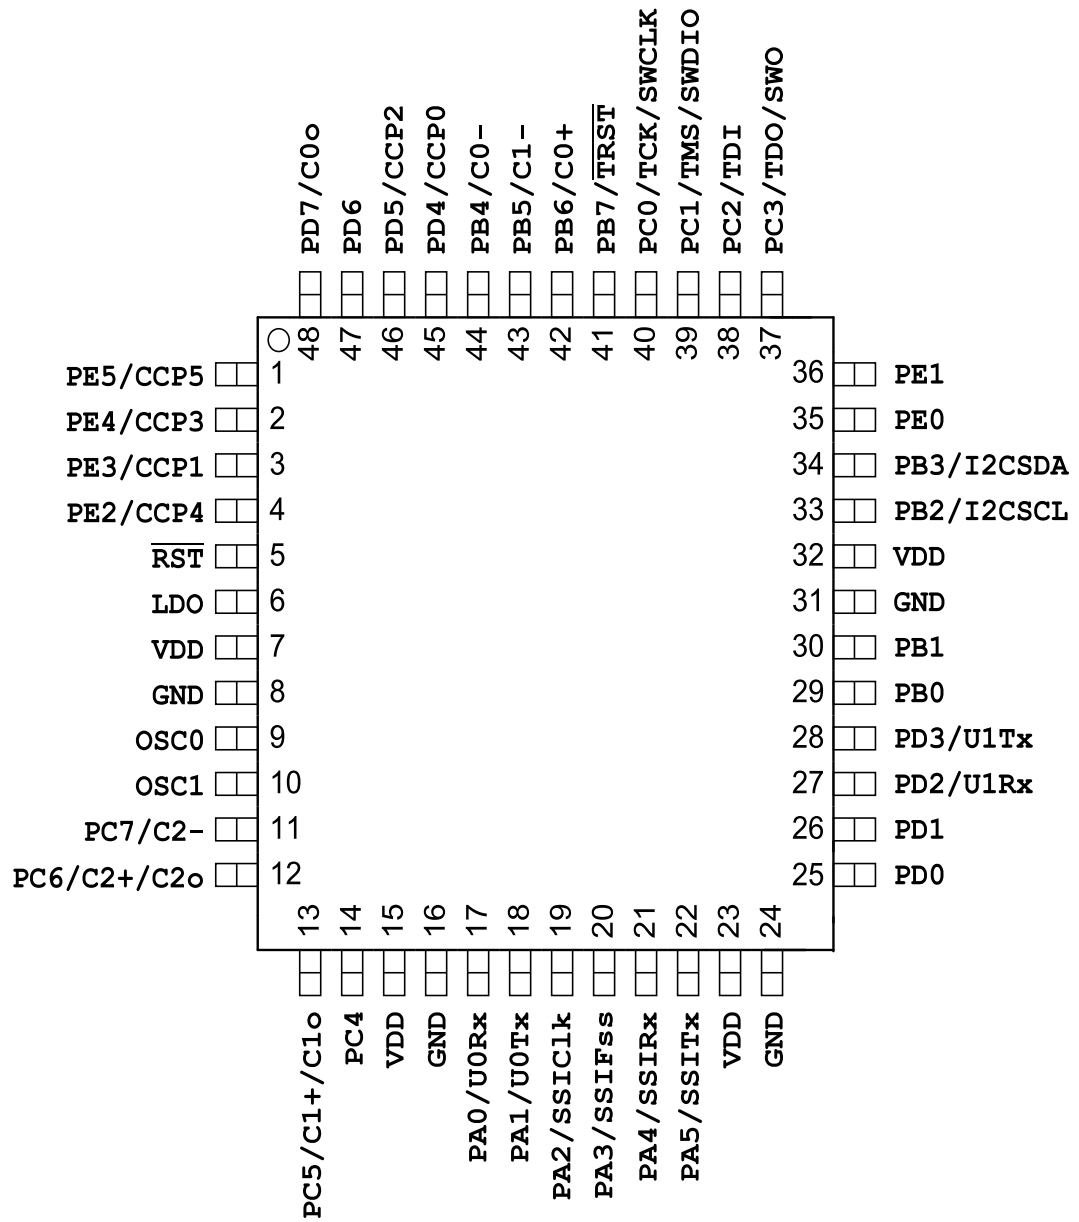 PD7/C0o
PD6
PD5/CCP2
PD4/CCP0
PB4/C0-
PB5/C1-
PB6/C0+
PB7/TRST
PC0/TCK/SWCLK
PC1/TMS/SWDIO
PC2/TDI
PC3/TDO/SWO
48
47
46
45
44
43
42
41
40
39
38
37
PE5/CCP5 1
PE4/CCP3 2
PE3/CCP1 3
PE2/CCP4 4
RST 5
LDO 6
VDD 7
GND 8
OSC0 9
OSC1 10
PC7/C2- 11
PC6/C2+/C2o 12
36 PE1
35 PE0
34 PB3/I2CSDA
33 PB2/I2CSCL
32 VDD
31 GND
30 PB1
29 PB0
28 PD3/U1Tx
27 PD2/U1Rx
26 PD1
25 PD0
13
14
15
16
17
18
19
20
21
22
23
24
PC5/C1+/C1o
PC4
VDD
GND
PA0/U0Rx
PA1/U0Tx
PA2/SSIClk
PA3/SSIFss
PA4/SSIRx
PA5/SSITx
VDD
GND